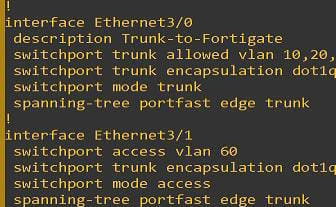 !
interface Ethernet3/0
 description Trunk-to-Fortigate
 switchport trunk allowed vlan 10,20,
 switchport trunk encapsulation dot1q
 switchport mode trunk
 spanning-tree portfast edge trunk
!
interface Ethernet3/1
 switchport access vlan 60
 switchport trunk encapsulation dot1q
 switchport mode access
 spanning-tree portfast edge trunk